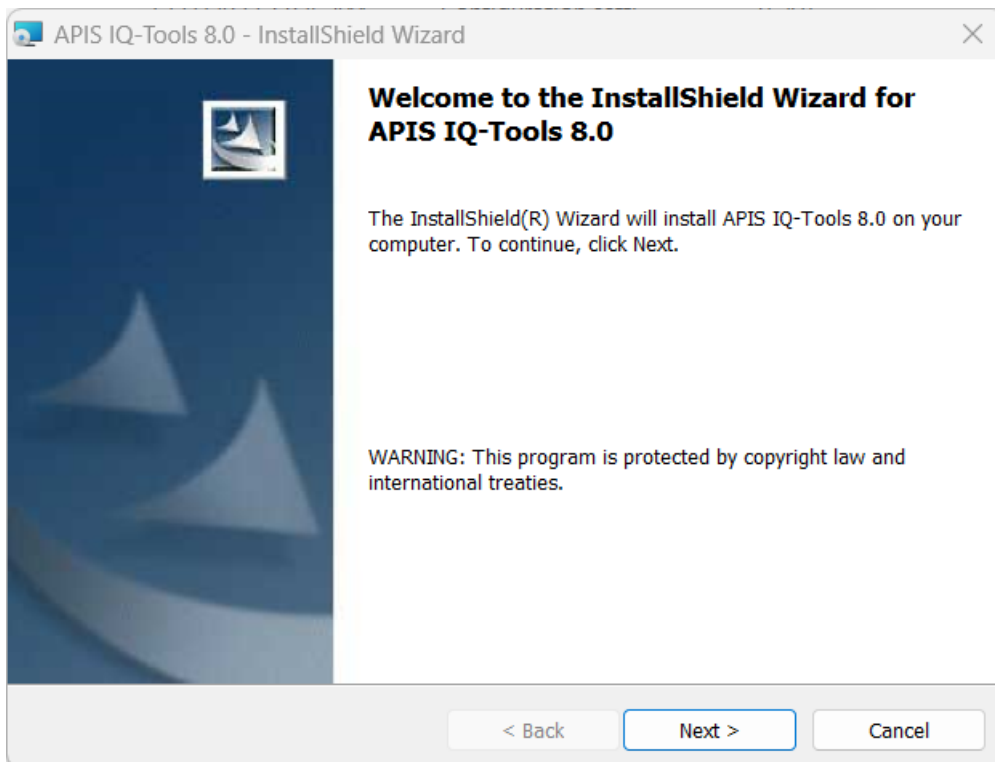 APIS IQ-Tools 8.0 - InstallShield Wizard
Welcome to the InstallShield Wizard for
APIS IQ-Tools 8.0
The InstallShield(R) Wizard will install APIS IQ-Tools 8.0 on your
computer. To continue, click Next.
WARNING: This program is protected by copyright law and
international treaties.
< Back
Next >
Cancel